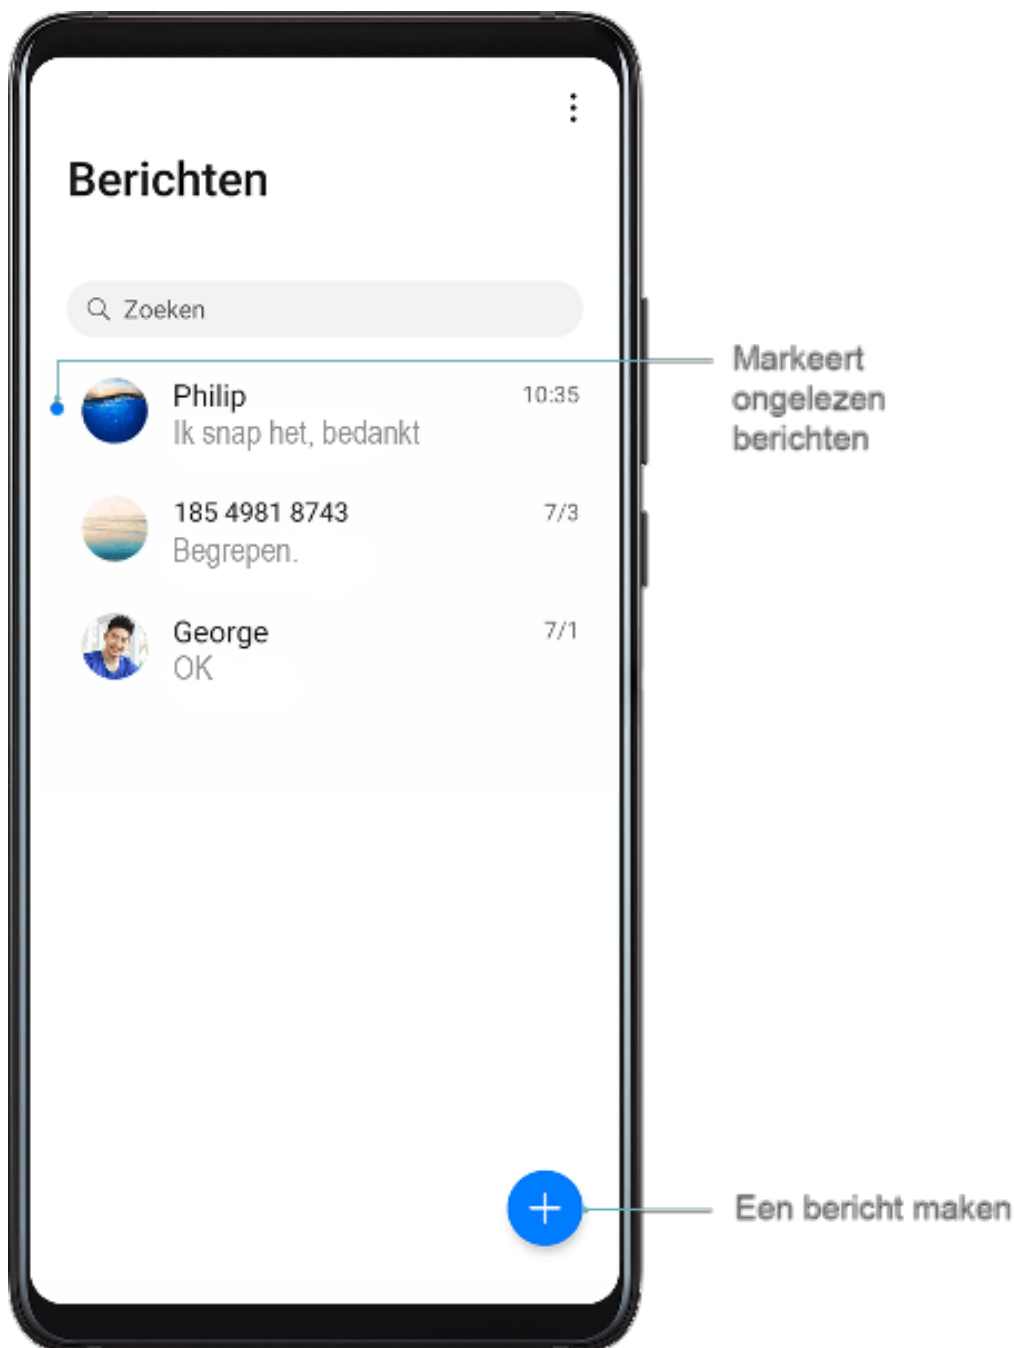 Berichten
Zoeken
Philip
10:35
Ik snap het, bedankt
185 4981 8743
7/3
Begrepen.
George
7/1
OK
Markeert
ongelezen
berichten
Een bericht maken